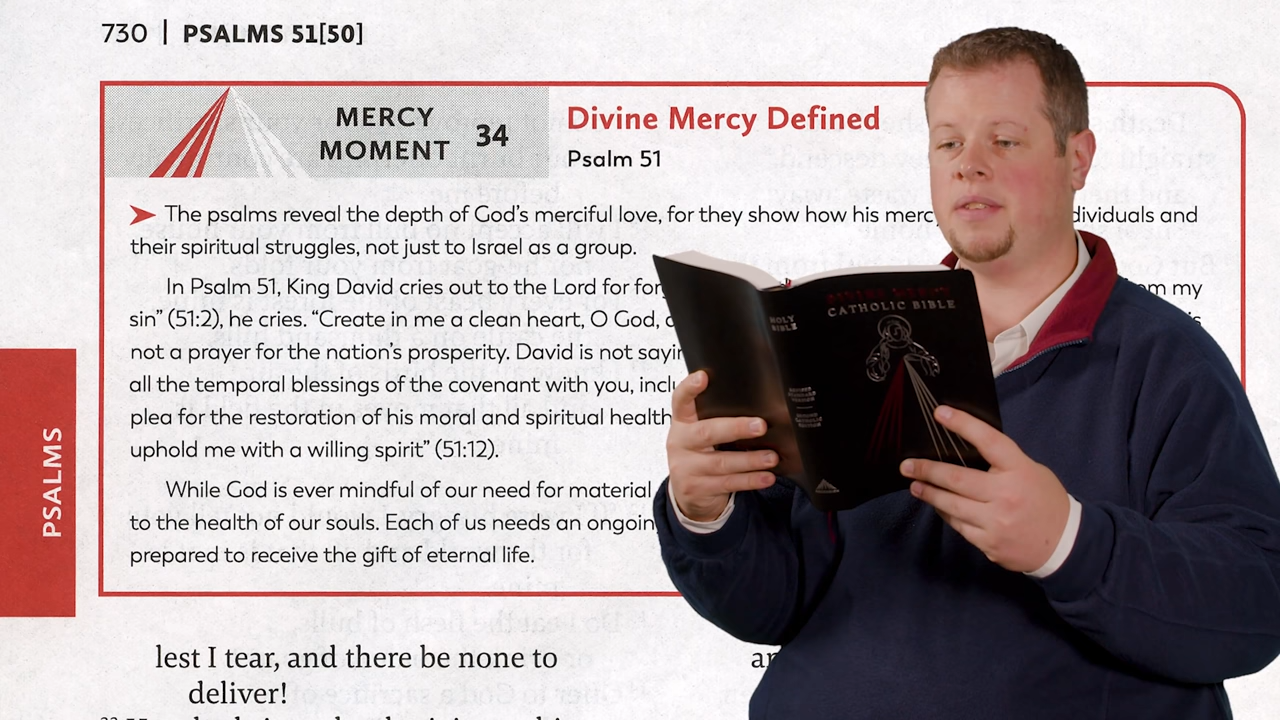 730 | PSALMS 51[50]
MERCY
MOMENT 34
Divine Mercy Defined
Psalm 51
➤ The psalms reveal the depth of God's merciful love, for they show how his mercy
and
their spiritual struggles, not just to Israel as a group.
In Psalm 51, King David cries out to the Lord for
my
sin” (51:2), he cries. “Create in me a clean heart, O God,
not a prayer for the nation's prosperity. David is not
all the temporal blessings of the covenant with you,
plea for the restoration of his moral and spiritual health
uphold me with a willing spirit” (51:12).
While God is ever mindful of our need for material
to the health of our souls. Each of us needs an
prepared to receive the gift of eternal life.
PSALMS
lest I tear, and there be none to
deliver!
CATHOLIC BIBLE
HOLY
BIBLE